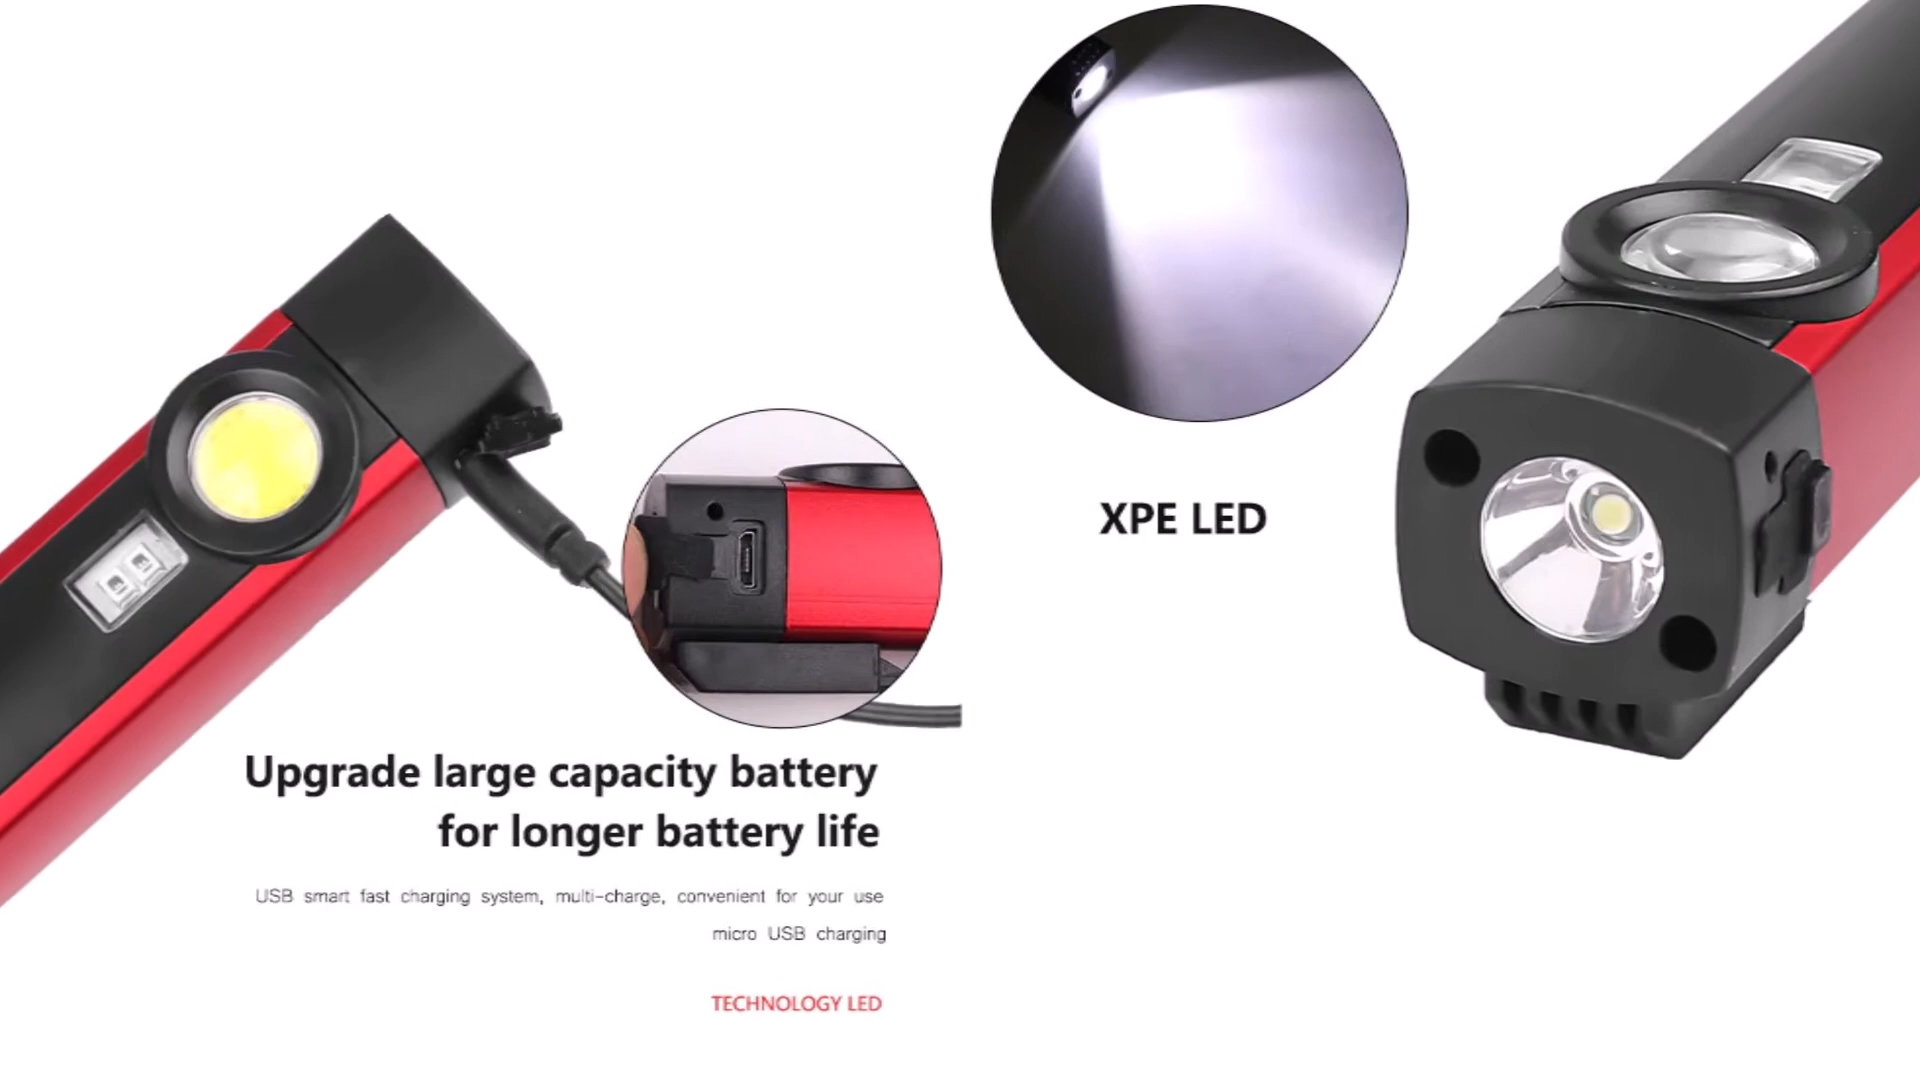 Upgrade large capacity battery
for longer battery life
USB smart fast charging system, multi-charge, convenient for your use
micro USB charging
TECHNOLOGY LED
XPE LED